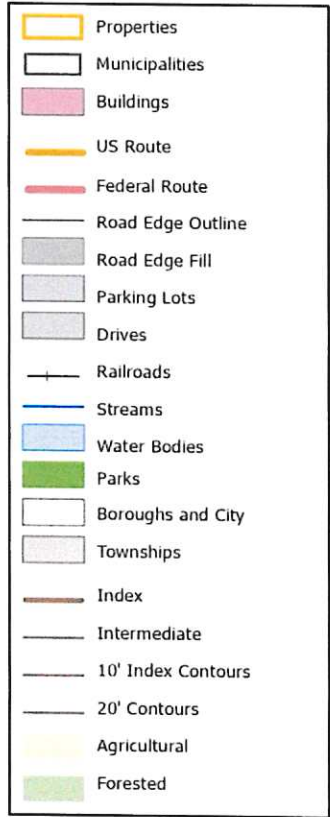 Properties
Municipalities
Buildings
US Route
Federal Route
Road Edge Outline
Road Edge Fill
Parking Lots
Drives
Railroads
Streams
Water Bodies
Parks
Boroughs and City
Townships
Index
Intermediate
10' Index Contours
20' Contours
Agricultural
Forested